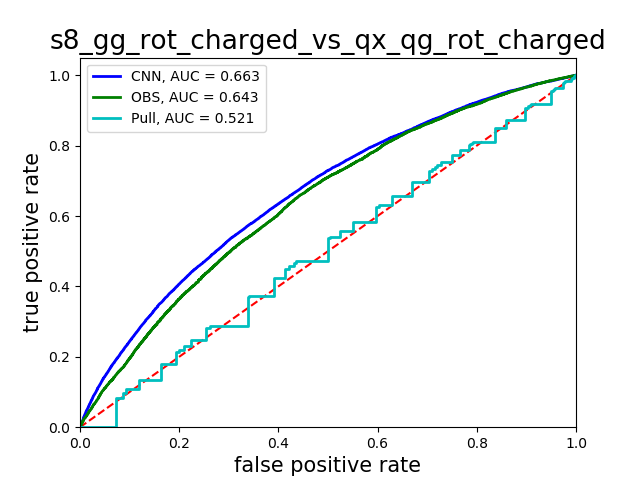 s8_gg_rot_charged_vs_qx_qg_rot_charged
CNN, AUC = 0.663
OBS, AUC = 0.643
Pull, AUC = 0.521
1.0
0.8
0.6
0.4
0.2
0.0
true positive rate
0.0 0.2 0.4 0.6 0.8 1.0
false positive rate